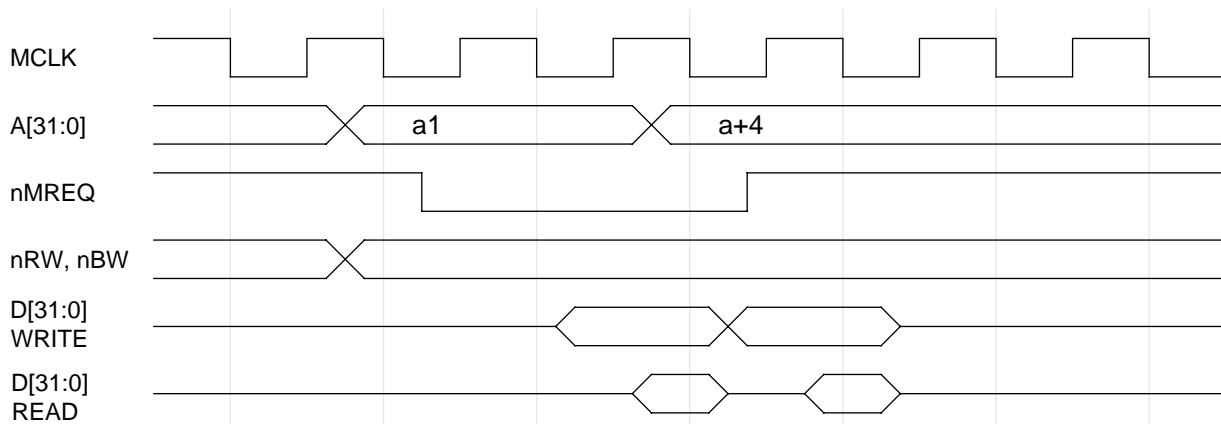 MCLK
A[31:0]
a1
a+4
nMREQ
nRW, nBW
D[31:0]
WRITE
D[31:0]
READ